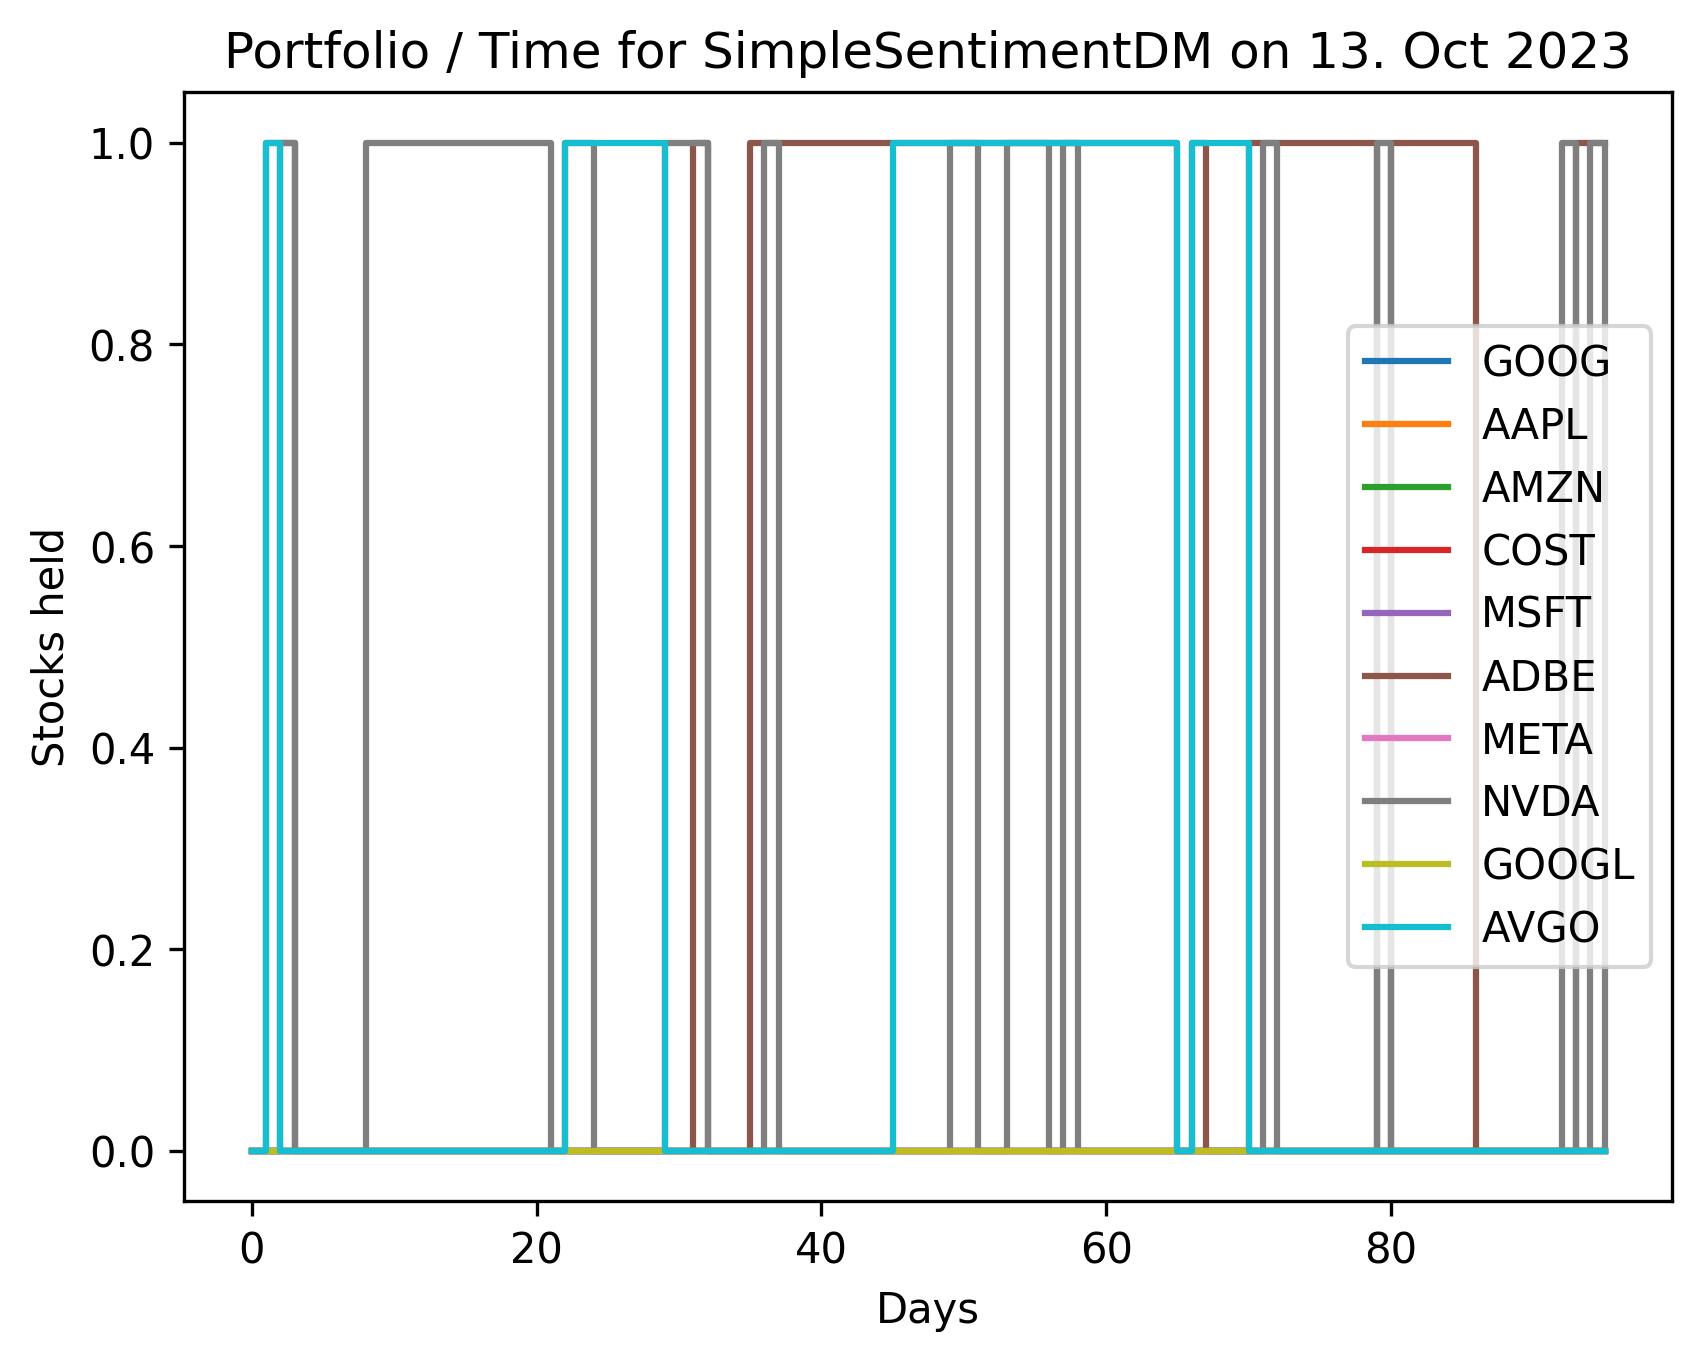 Portfolio / Time for SimpleSentimentDM on 13. Oct 2023
1.0
0.8
0.6
0.4
0.2
0.0
Stocks held
GOOG
AAPL
AMZN
COST
MSFT
ADBE
META
NVDA
GOOGL
AVGO
0 20 40 60 80
Days